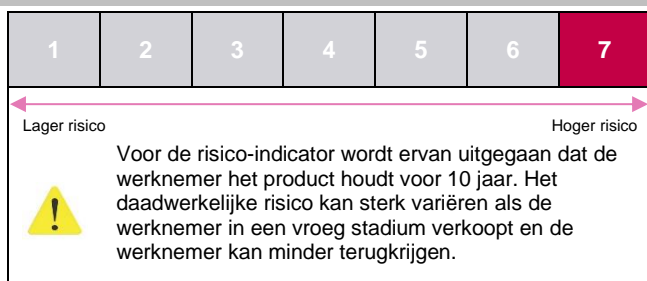 1 2 3 4 5 6 7
Lager risico Hoger risico
Voor de risico-indicator wordt ervan uitgegaan dat de
werknemer het product houdt voor 10 jaar. Het
daadwerkelijke risico kan sterk variëren als de
werknemer in een vroeg stadium verkoopt en de
werknemer kan minder terugkrijgen.